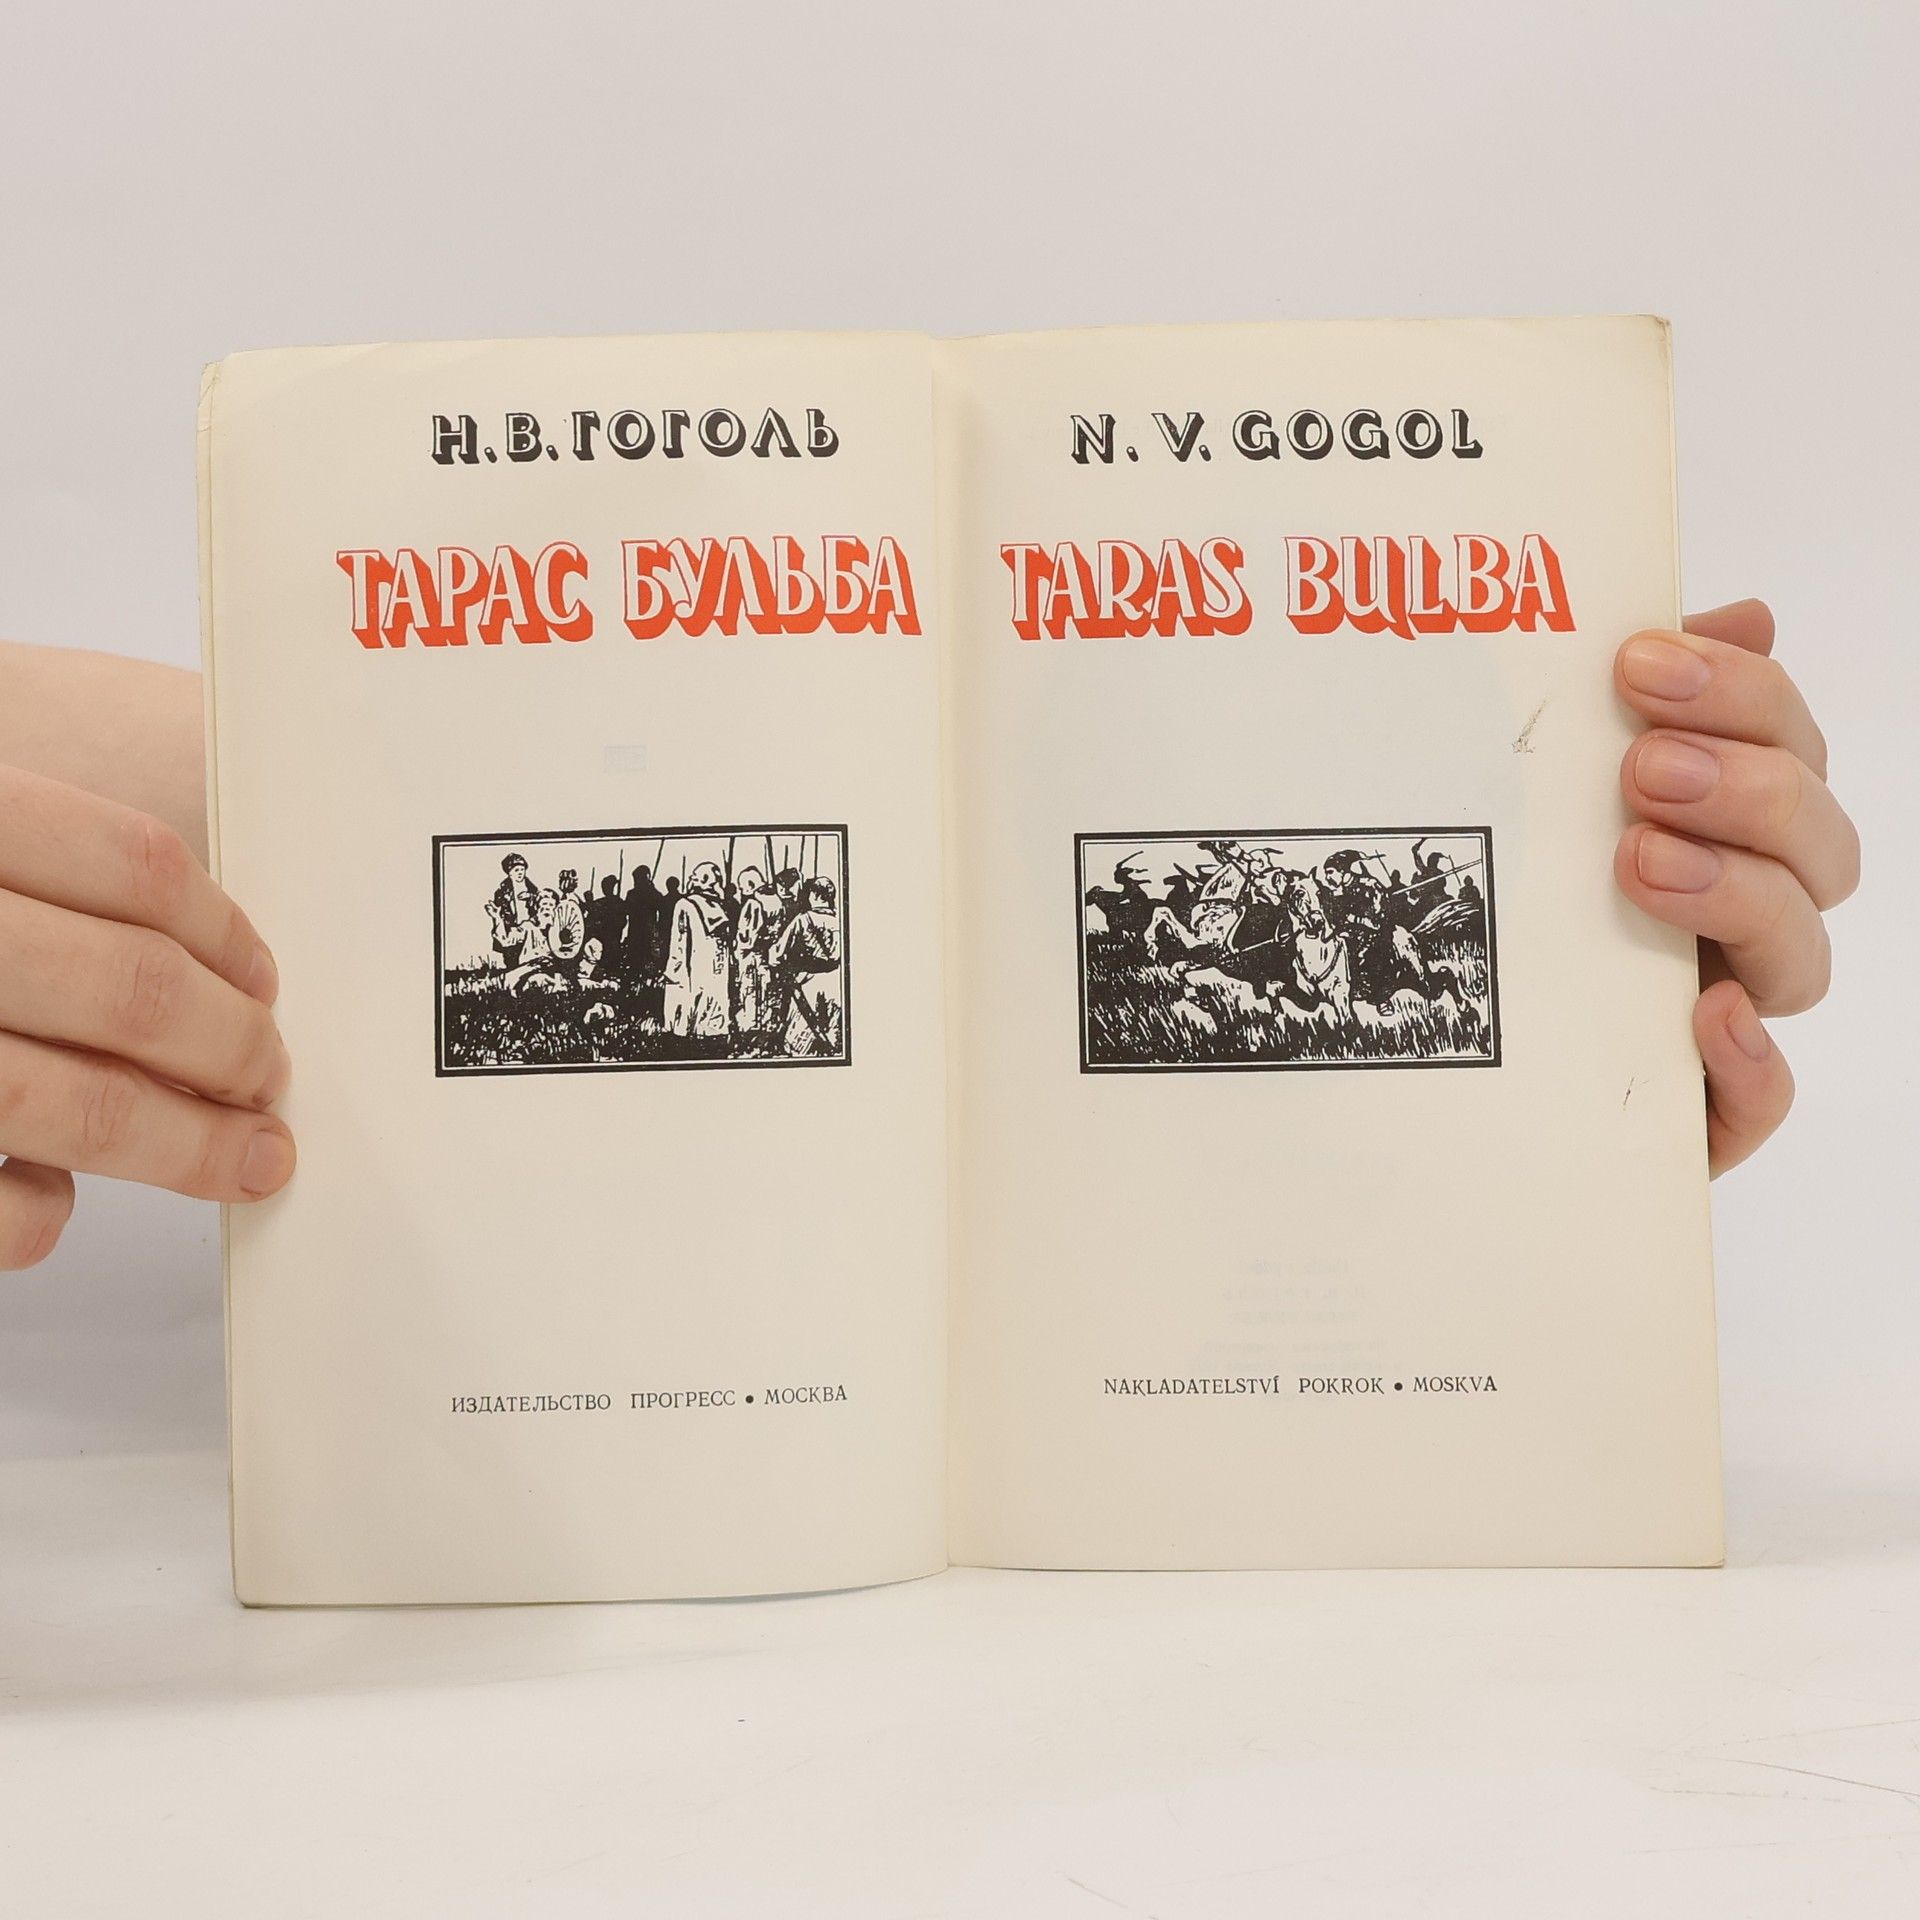 Н. В. ГОГОЛЬ
ТАРАС БУЛЬБА
ИЗДАТЕЛЬСТВО ПРОГРЕСС • МОСКВА
N. V. GOGOL
TARAS BULBA
NAKLADATELSTVÍ POKROK • MOSKVA